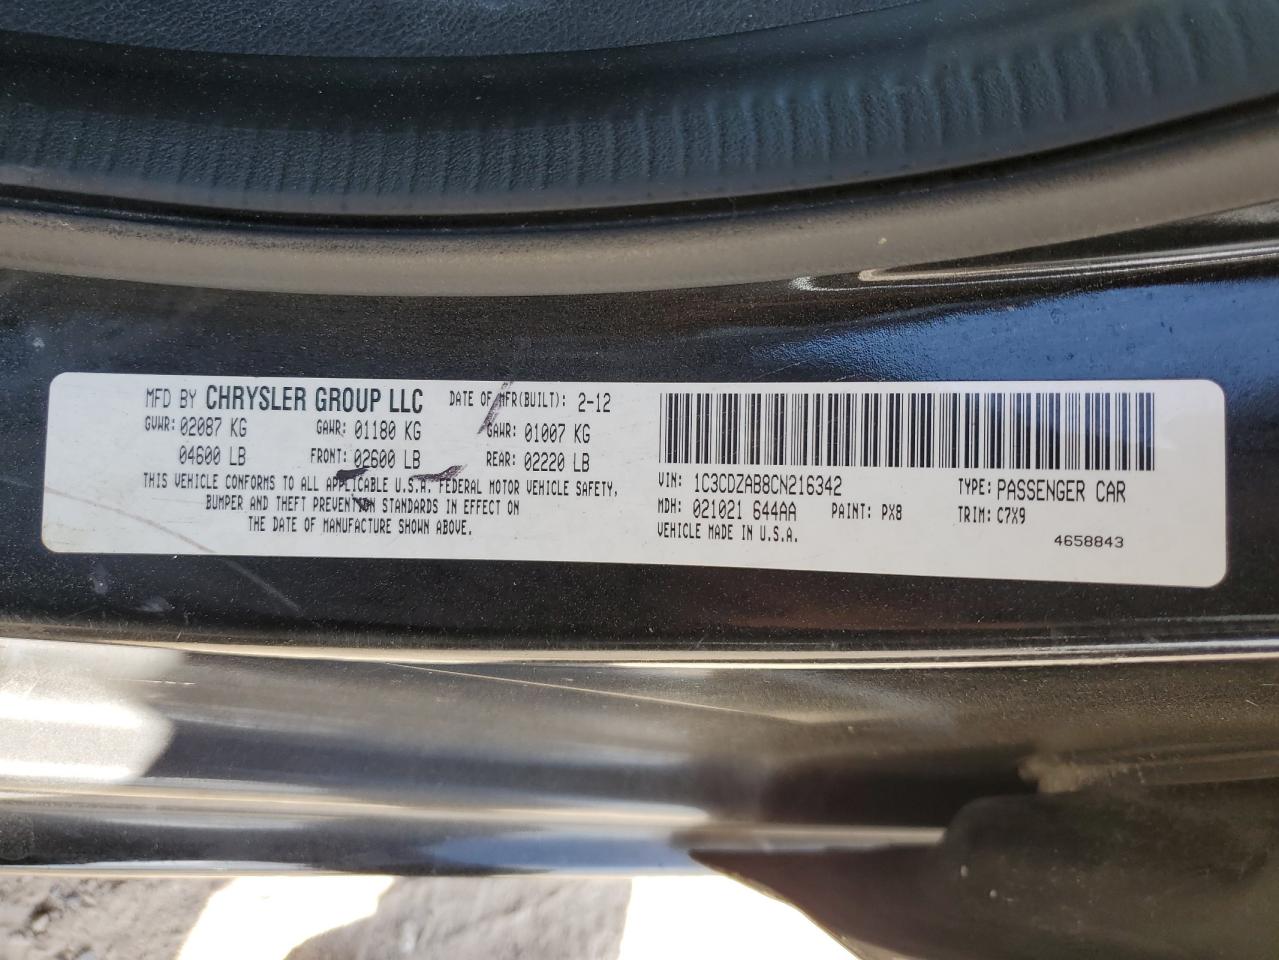 MFD BY CHRYSLER GROUP LLC DATE OF MFR(BUILT): 2-12
GVWR: 02087 KG GAWR: 01180 KG GAWR: 01007 KG
04600 LB FRONT: 02600 LB REAR: 02220 LB
THIS VEHICLE CONFORMS TO ALL APPLICABLE U.S.A. FEDERAL MOTOR VEHICLE SAFETY,
BUMPER AND THEFT PREVENTION STANDARDS IN EFFECT ON
THE DATE OF MANUFACTURE SHOWN ABOVE.
VIN: 1C3CDZAB8CN216342 TYPE: PASSENGER CAR
MDH: 021021 644AA PAINT: PX8 TRIM: C7X9
VEHICLE MADE IN U.S.A.
4658843